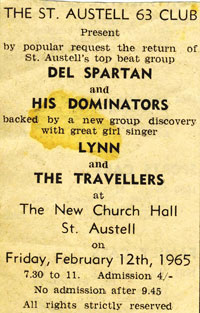 THE ST. AUSTELL 63 CLUB
Present
by popular request the return of
St. Austell's top beat group
DEL SPARTAN
and
HIS DOMINATORS
backed by a new group discovery
with great girl singer
LYNN
and
THE TRAVELLERS
at
The New Church Hall
St. Austell
on
Friday, February 12th, 1965
7.30 to 11. Admission 4/-
No admission after 9.45
All rights strictly reserved